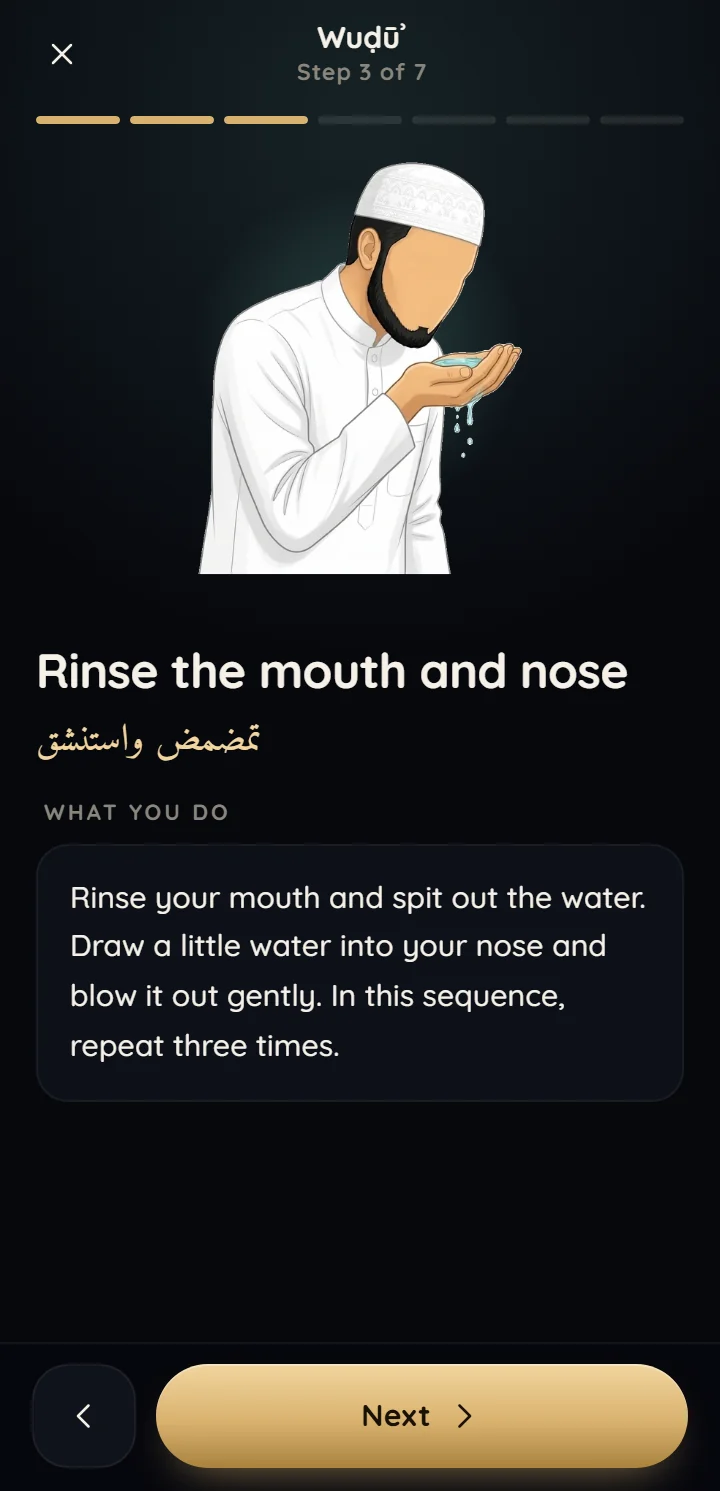 Wuḍūʾ
Step 3 of 7
Rinse the mouth and nose
تمضمض واستنشق
WHAT YOU DO
Rinse your mouth and spit out the water.
Draw a little water into your nose and
blow it out gently. In this sequence,
repeat three times.
Next